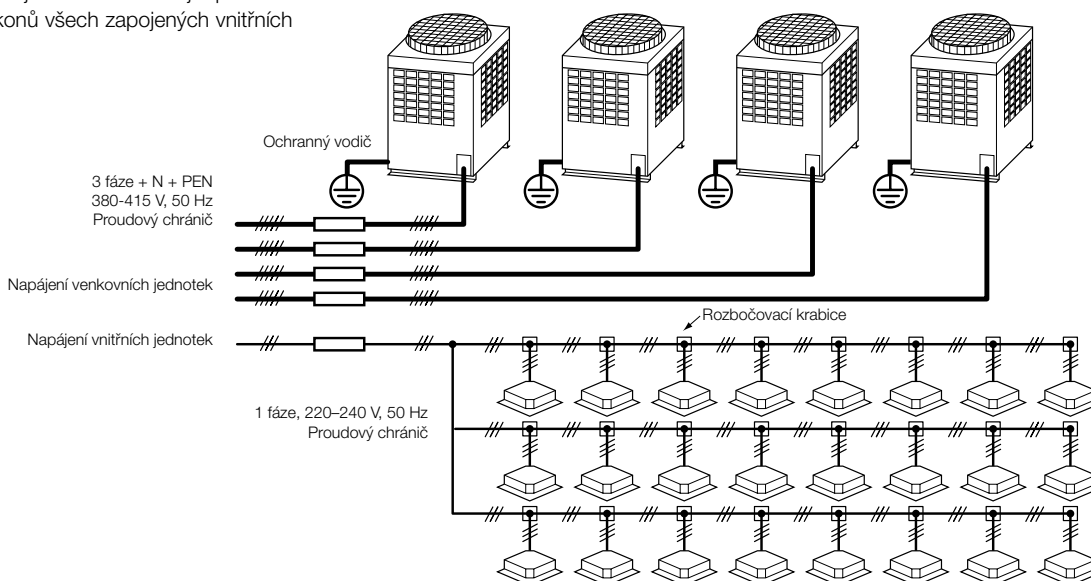 konů všech zapojených vnitřních
Ochranný vodič
3 fáze + N + PEN
380-415 V, 50 Hz
Proudový chránič
Napájení venkovních jednotek
Rozbočovací krabice
Napájení vnitřních jednotek
1 fáze, 220–240 V, 50 Hz
Proudový chránič